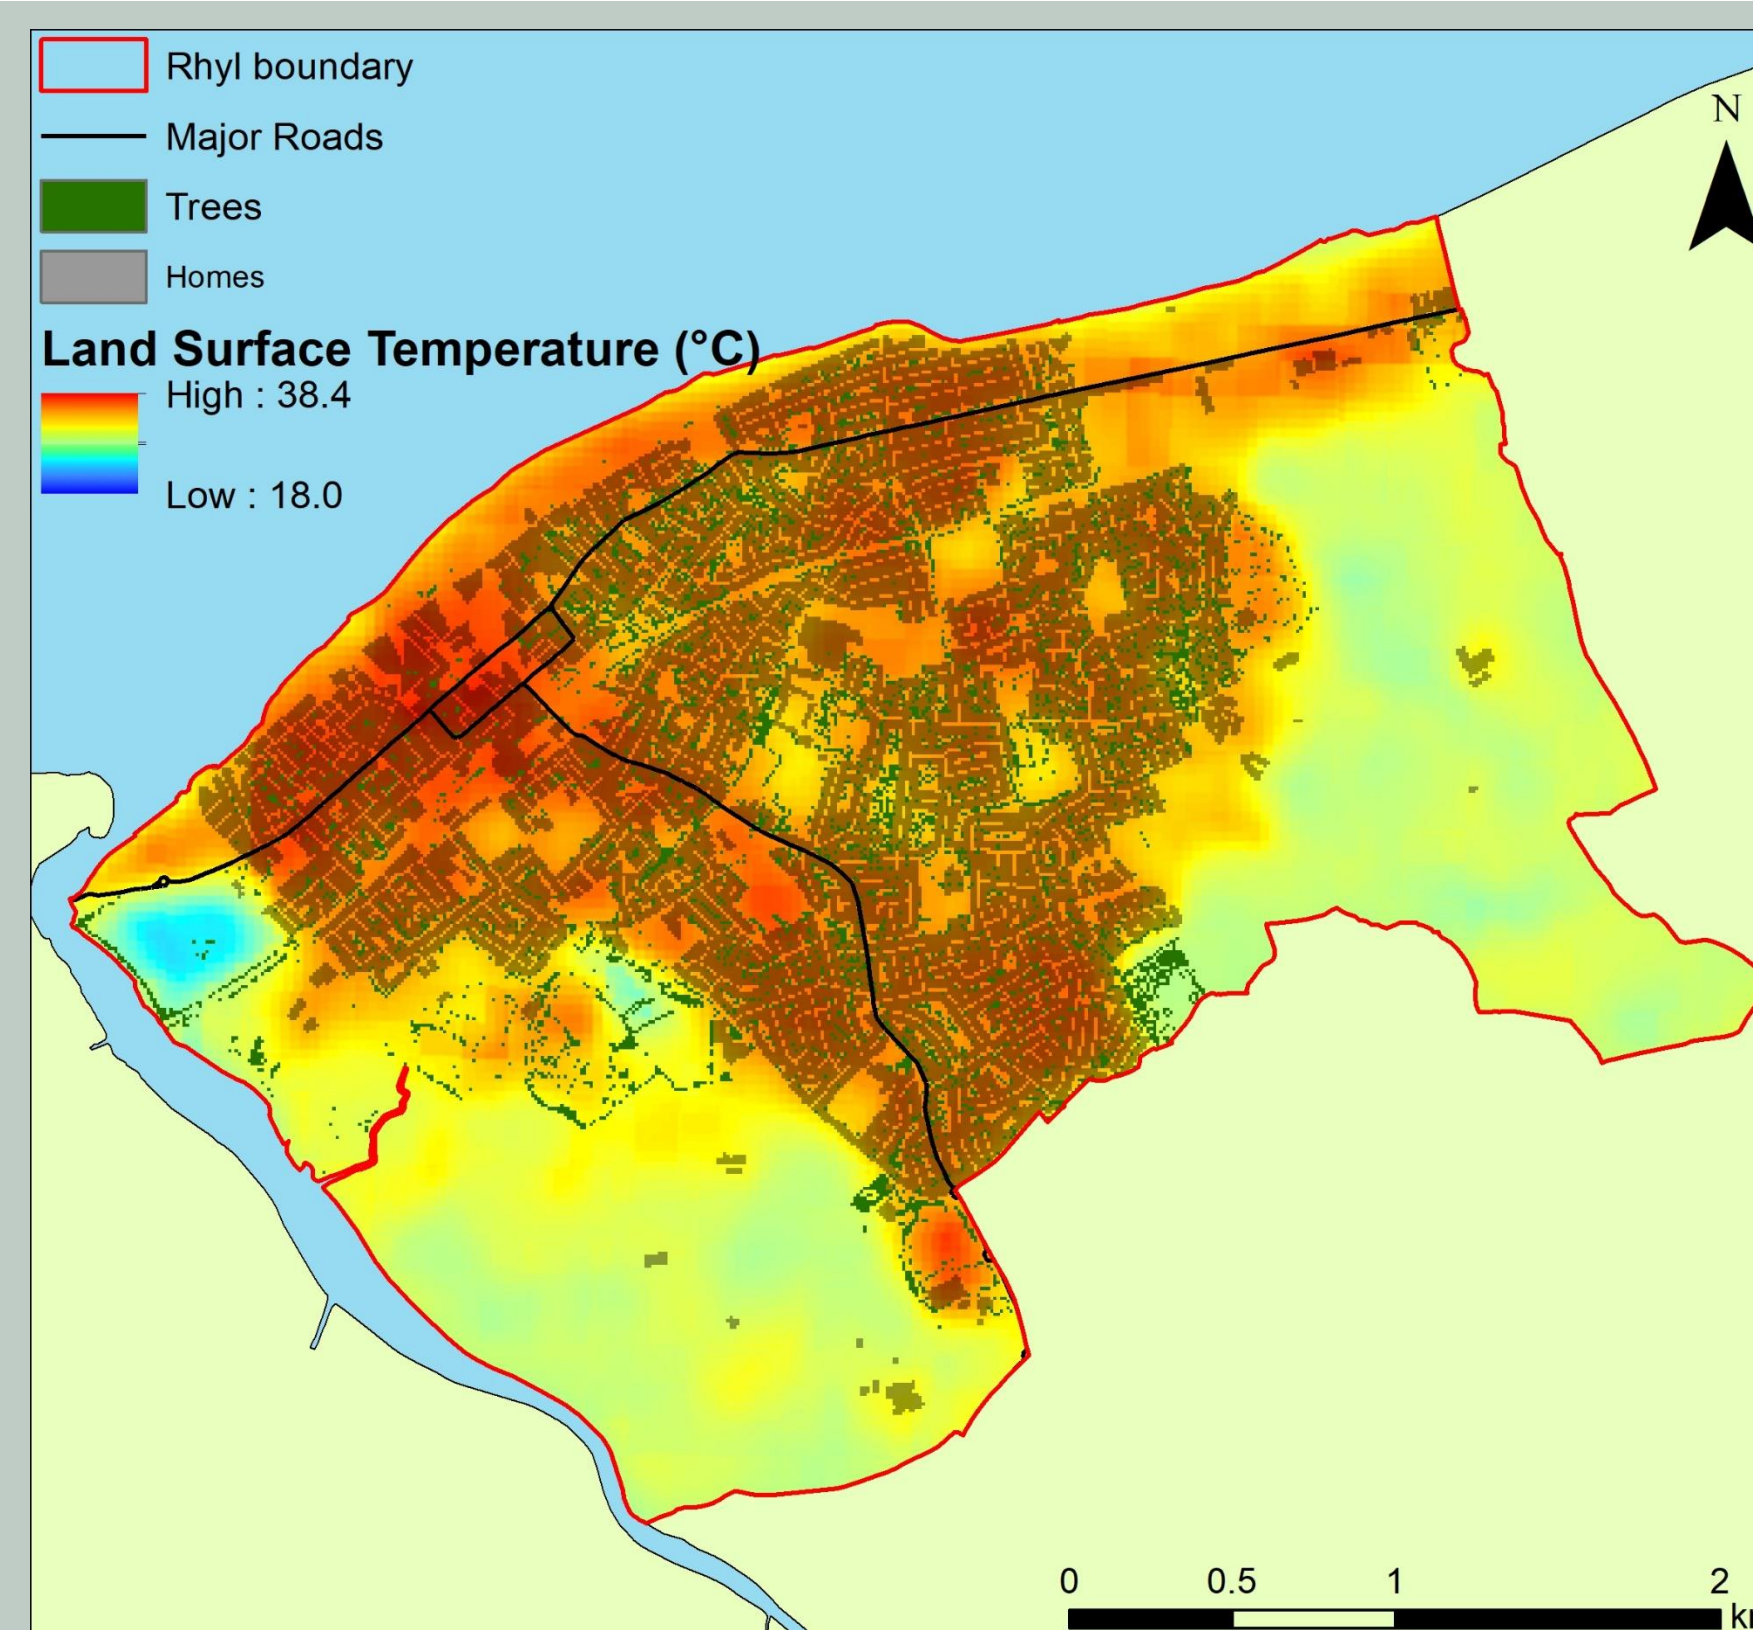 Rhyl boundary
Major Roads
Trees
Homes
Land Surface Temperature (°C)
High : 38.4
Low : 18.0
N
0 0.5 1 2